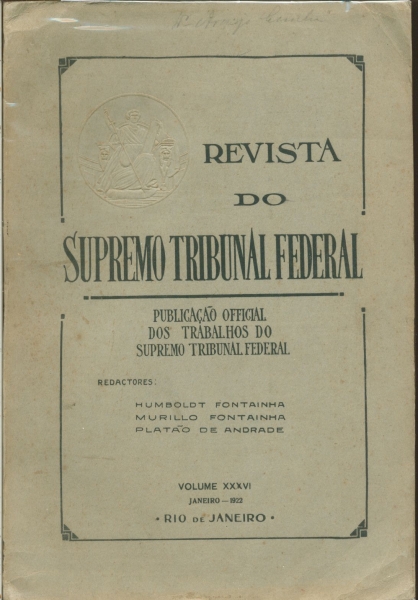 REVISTA
DO
SUPREMO TRIBUNAL FEDERAL
PUBLICAÇÃO OFFICIAL
DOS TRABALHOS DO
SUPREMO TRIBUNAL FEDERAL
REDACTORES:
HUMBOLDT FONTAINHA
MURILLO FONTAINHA
PLATÃO DE ANDRADE
VOLUME XXXVI
JANEIRO — 1922
• RIO DE JANEIRO •